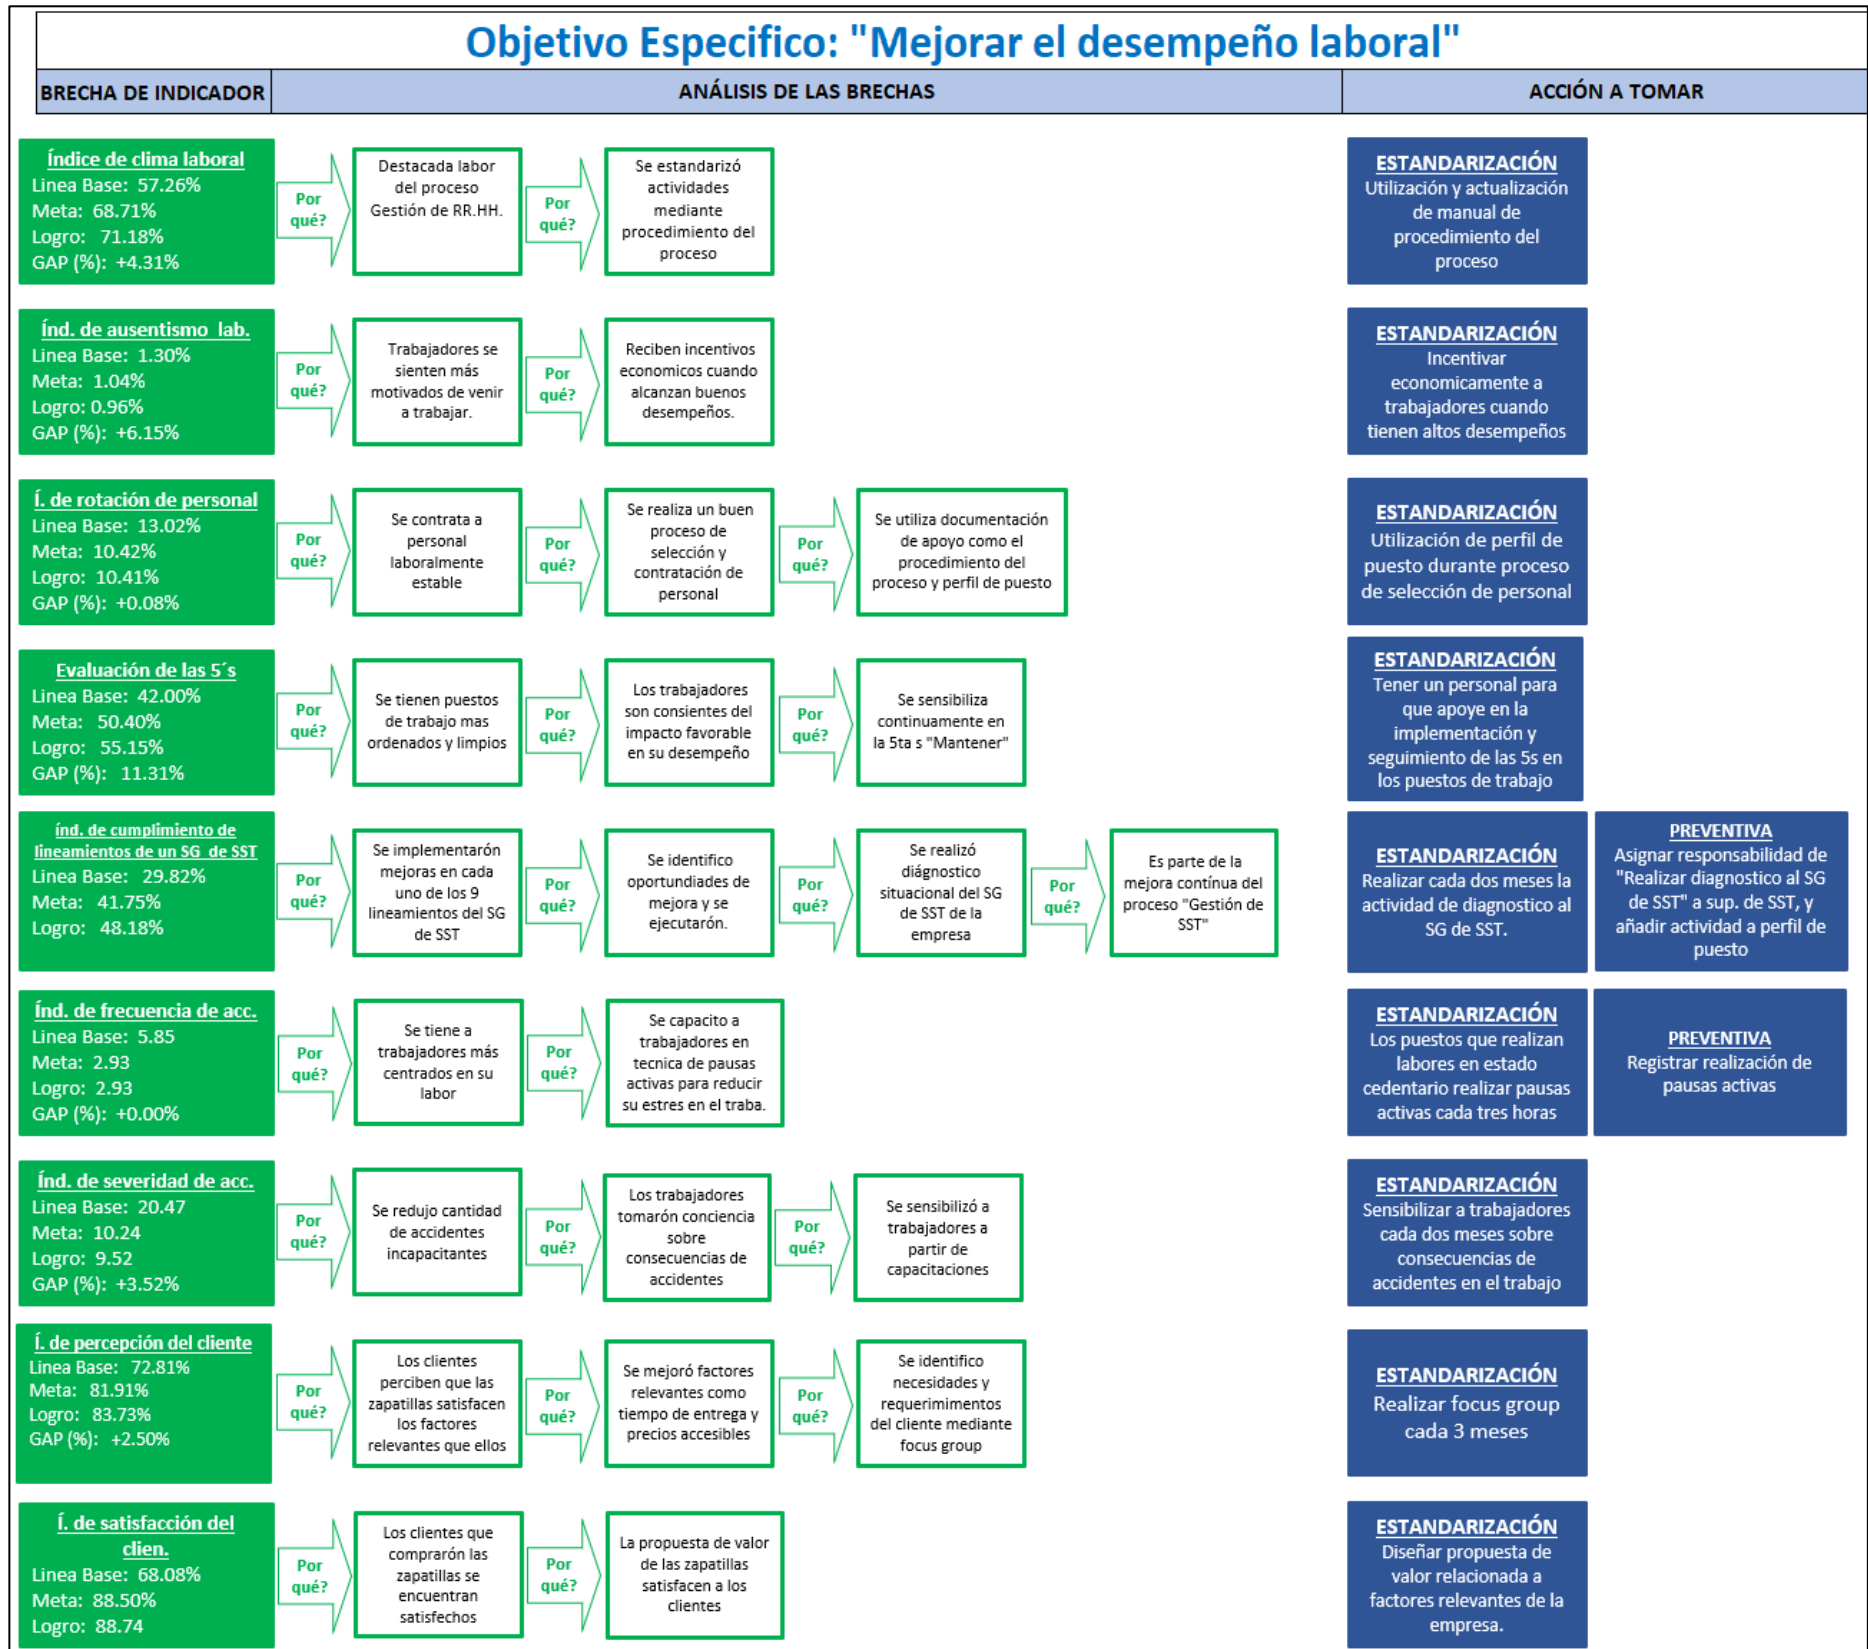 Objetivo Especifico: "Mejorar el desempeño laboral"
BRECHA DE INDICADOR
ANÁLISIS DE LAS BRECHAS
ACCIÓN A TOMAR
Índice de clima laboral
Linea Base: 57.26%
Meta: 68.71%
Logro: 71.18%
GAP (%): +4.31%
Por
qué?
Destacada labor
del proceso
Gestión de RR.HH.
Por
qué?
Se estandarizó
actividades
mediante
procedimiento del
proceso
ESTANDARIZACIÓN
Utilización y actualización
de manual de
procedimiento del
proceso
Índ. de ausentismo lab.
Linea Base: 1.30%
Meta: 1.04%
Logro: 0.96%
GAP (%): +6.15%
Por
qué?
Trabajadores se
sienten más
motivados de venir
a trabajar.
Por
qué?
Reciben incentivos
economicos cuando
alcanzan buenos
desempeños.
ESTANDARIZACIÓN
Incentivar
economicamente a
trabajadores cuando
tienen altos desempeños
Í. de rotación de personal
Linea Base: 13.02%
Meta: 10.42%
Logro: 10.41%
GAP (%): +0.08%
Por
qué?
Se contrata a
personal
laboralmente
estable
Por
qué?
Se realiza un buen
proceso de
selección y
contratación de
personal
Por
qué?
Se utiliza documentación
de apoyo como el
procedimiento del
proceso y perfil de puesto
ESTANDARIZACIÓN
Utilización de perfil de
puesto durante proceso
de selección de personal
Evaluación de las 5´s
Linea Base: 42.00%
Meta: 50.40%
Logro: 55.15%
GAP (%): 11.31%
Por
qué?
Se tienen puestos
de trabajo mas
ordenados y limpios
Por
qué?
Los trabajadores
son consientes del
impacto favorable
en su desempeño
Por
qué?
Se sensibiliza
continuamente en
la 5ta s "Mantener"
ESTANDARIZACIÓN
Tener un personal para
que apoye en la
implementación y
seguimiento de las 5s en
los puestos de trabajo
índ. de cumplimiento de
lineamientos de un SG de SST
Linea Base: 29.82%
Meta: 41.75%
Logro: 48.18%
Por
qué?
Se implementarón
mejoras en cada
uno de los 9
lineamientos del SG
de SST
Por
qué?
Se identifico
oportundiades de
mejora y se
ejecutarón.
Por
qué?
Se realizó
diágnostico
situacional del SG
de SST de la
empresa
Por
qué?
Es parte de la
mejora contínua del
proceso "Gestión de
SST"
ESTANDARIZACIÓN
Realizar cada dos meses la
actividad de diagnostico al
SG de SST.
PREVENTIVA
Asignar responsabilidad de
"Realizar diagnostico al SG
de SST" a sup. de SST, y
añadir actividad a perfil de
puesto
Índ. de frecuencia de acc.
Linea Base: 5.85
Meta: 2.93
Logro: 2.93
GAP (%): +0.00%
Por
qué?
Se tiene a
trabajadores más
centrados en su
labor
Por
qué?
Se capacito a
trabajadores en
tecnica de pausas
activas para reducir
su estres en el traba.
ESTANDARIZACIÓN
Los puestos que realizan
labores en estado
cedentario realizar pausas
activas cada tres horas
PREVENTIVA
Registrar realización de
pausas activas
Índ. de severidad de acc.
Linea Base: 20.47
Meta: 10.24
Logro: 9.52
GAP (%): +3.52%
Por
qué?
Se redujo cantidad
de accidentes
incapacitantes
Por
qué?
Los trabajadores
tomarón conciencia
sobre
consecuencias de
accidentes
Por
qué?
Se sensibilizó a
trabajadores a
partir de
capacitaciones
ESTANDARIZACIÓN
Sensibilizar a trabajadores
cada dos meses sobre
consecuencias de
accidentes en el trabajo
Í. de percepción del cliente
Linea Base: 72.81%
Meta: 81.91%
Logro: 83.73%
GAP (%): +2.50%
Por
qué?
Los clientes
perciben que las
zapatillas satisfacen
los factores
relevantes que ellos
Por
qué?
Se mejoró factores
relevantes como
tiempo de entrega y
precios accesibles
Por
qué?
Se identifico
necesidades y
requerimimentos
del cliente mediante
focus group
ESTANDARIZACIÓN
Realizar focus group
cada 3 meses
Í. de satisfacción del
clien.
Linea Base: 68.08%
Meta: 88.50%
Logro: 88.74
Por
qué?
Los clientes que
comprarón las
zapatillas se
encuentran
satisfechos
Por
qué?
La propuesta de valor
de las zapatillas
satisfacen a los
clientes
ESTANDARIZACIÓN
Diseñar propuesta de
valor relacionada a
factores relevantes de la
empresa.